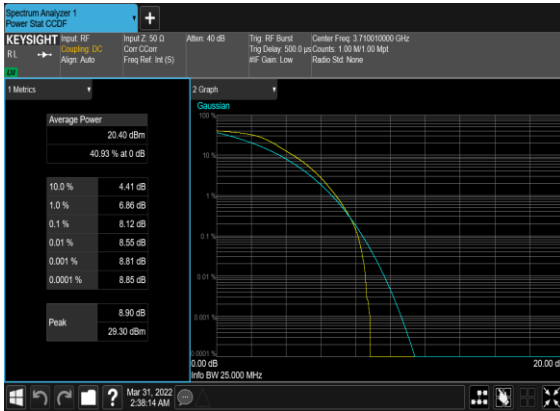 Spectrum Analyzer 1
Power Stat CCDF
+
KEYSIGHT
RL
Input: RF
Coupling: DC
Align: Auto
Input Z: 50 Ω
Corr CCorr
Freq Ref: Int (S)
Atten: 40 dB
Trig: RF Burst
Trig Delay: 500.0 µs
#IF Gain: Low
Center Freq: 3.710010000 GHz
Counts: 1.00 M/1.00 Mpt
Radio Std: None
LW
1 Metrics
Average Power
20.40 dBm
40.93 % at 0 dB
10.0 % 4.41 dB
1.0 % 6.86 dB
0.1 % 8.12 dB
0.01 % 8.55 dB
0.001 % 8.81 dB
0.0001 % 8.85 dB
Peak
8.90 dB
29.30 dBm
2 Graph
Gaussian
100 %
10 %
1 %
0.1 %
0.01 %
0.001 %
0.0001 %
0.00 dB
20.00 d
Info BW 25.000 MHz
?
Mar 31, 2022
2:38:14 AM